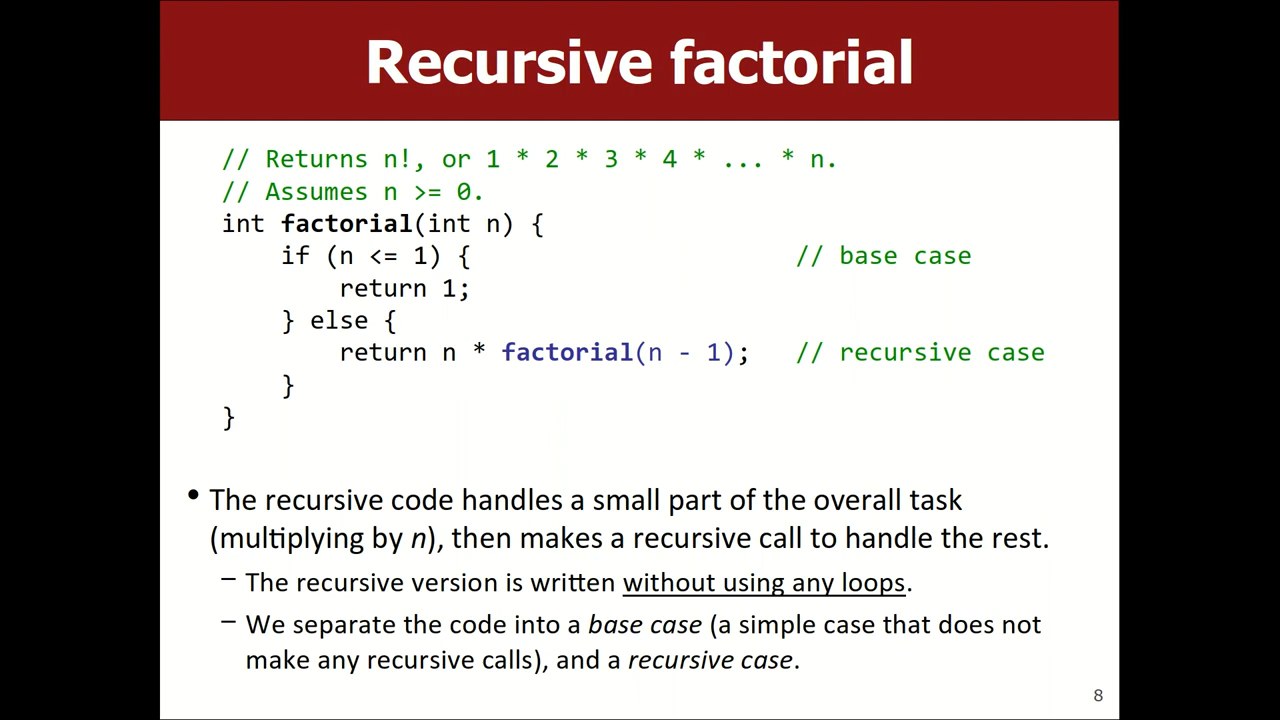 Recursive factorial
// Returns n!, or 1 * 2 * 3 * 4 * ... * n.
// Assumes n >= 0.
int factorial(int n) {
    if (n <= 1) {                      // base case
        return 1;
    } else {
        return n * factorial(n - 1);   // recursive case
    }
}
• The recursive code handles a small part of the overall task
(multiplying by n), then makes a recursive call to handle the rest.
– The recursive version is written without using any loops.
– We separate the code into a base case (a simple case that does not
make any recursive calls), and a recursive case.
8